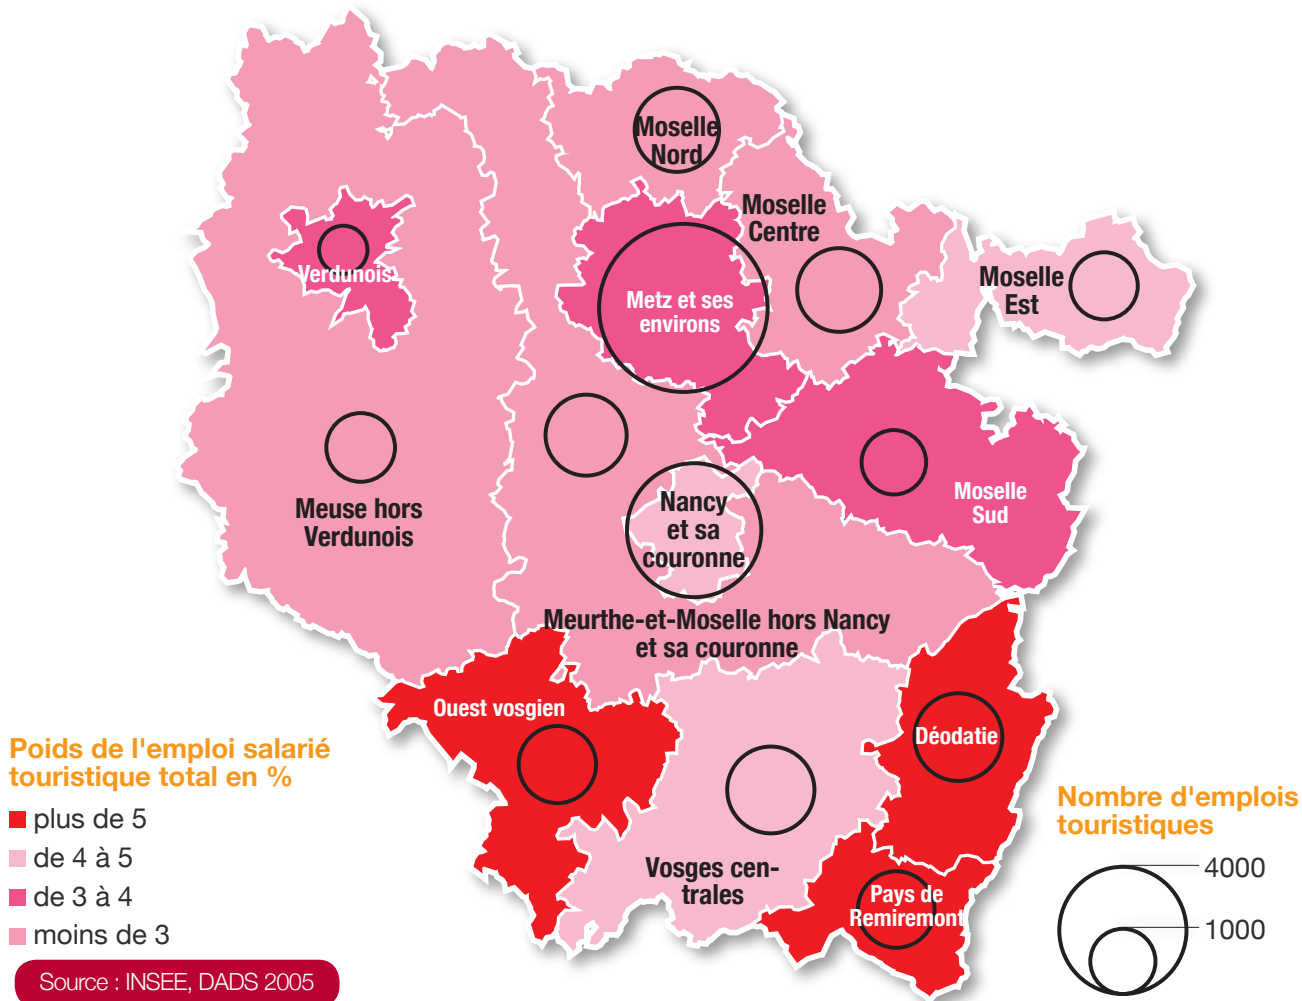 Moselle
Nord
Moselle
Centre
Verdunois
Metz et ses
environs
Moselle
Est
Meuse hors
Verdunois
Nancy
et sa
couronne
Moselle
Sud
Meurthe-et-Moselle hors Nancy
et sa couronne
Ouest vosgien
Déodatie
Vosges cen-
trales
Pays de
Remiremont
Poids de l'emploi salarié
touristique total en %
plus de 5
de 4 à 5
de 3 à 4
moins de 3
Source : INSEE, DADS 2005
Nombre d'emplois
touristiques
4000
1000